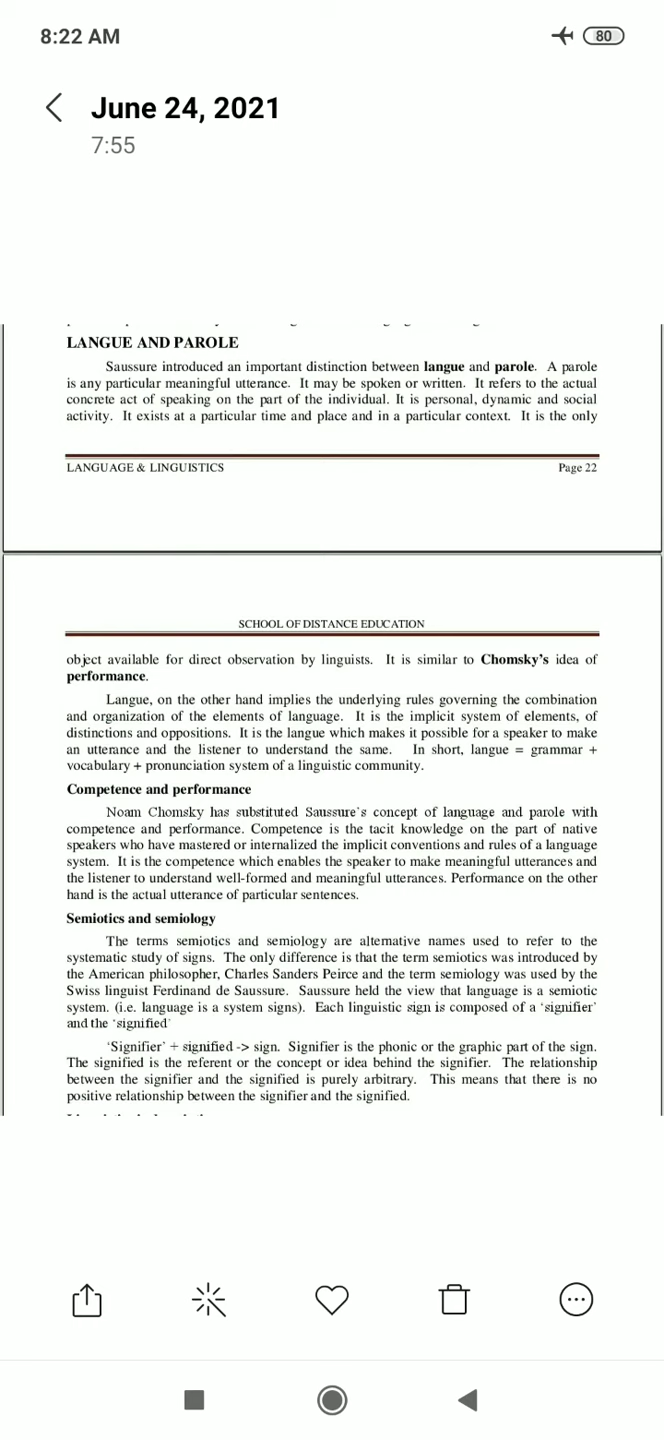 8:22 AM
80
June 24, 2021
7:55
LANGUE AND PAROLE
Saussure introduced an important distinction between langue and parole. A parole
is any particular meaningful utterance. It may be spoken or written. It refers to the actual
concrete act of speaking on the part of the individual. It is personal, dynamic and social
activity. It exists at a particular time and place and in a particular context. It is the only
LANGUAGE & LINGUISTICS Page 22
SCHOOL OF DISTANCE EDUCATION
object available for direct observation by linguists. It is similar to Chomsky's idea of
performance.
Langue, on the other hand implies the underlying rules governing the combination
and organization of the elements of language. It is the implicit system of elements, of
distinctions and oppositions. It is the langue which makes it possible for a speaker to make
an utterance and the listener to understand the same. In short, langue = grammar +
vocabulary + pronunciation system of a linguistic community.
Competence and performance
Noam Chomsky has substituted Saussure's concept of language and parole with
competence and performance. Competence is the tacit knowledge on the part of native
speakers who have mastered or internalized the implicit conventions and rules of a language
system. It is the competence which enables the speaker to make meaningful utterances and
the listener to understand well-formed and meaningful utterances. Performance on the other
hand is the actual utterance of particular sentences.
Semiotics and semiology
The terms semiotics and semiology are alternative names used to refer to the
systematic study of signs. The only difference is that the term semiotics was introduced by
the American philosopher, Charles Sanders Peirce and the term semiology was used by the
Swiss linguist Ferdinand de Saussure. Saussure held the view that language is a semiotic
system. (i.e. language is a system signs). Each linguistic sign is composed of a 'signifier'
and the 'signified'
'Signifier' + signified -> sign. Signifier is the phonic or the graphic part of the sign.
The signified is the referent or the concept or idea behind the signifier. The relationship
between the signifier and the signified is purely arbitrary. This means that there is no
positive relationship between the signifier and the signified.